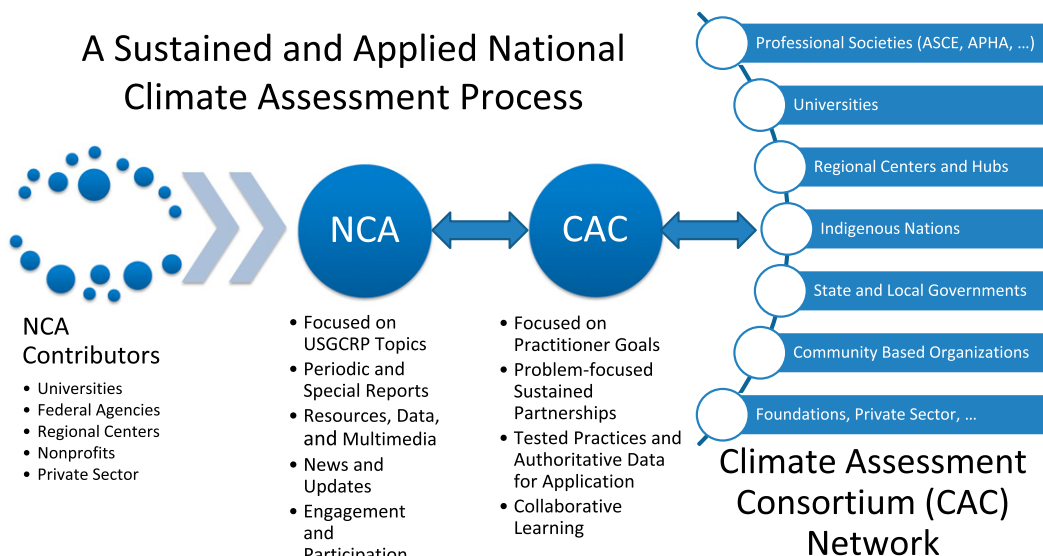 A Sustained and Applied National
Climate Assessment Process
NCA
Contributors
• Universities
• Federal Agencies
• Regional Centers
• Nonprofits
• Private Sector
NCA
• Focused on
USGCRP Topics
• Periodic and
Special Reports
• Resources, Data,
and Multimedia
• News and
Updates
• Engagement
and
Participation
CAC
• Focused on
Practitioner Goals
• Problem-focused
Sustained
Partnerships
• Tested Practices and
Authoritative Data
for Application
• Collaborative
Learning
Professional Societies (ASCE, APHA, …)
Universities
Regional Centers and Hubs
Indigenous Nations
State and Local Governments
Community Based Organizations
Foundations, Private Sector, …
Climate Assessment
Consortium (CAC)
Network